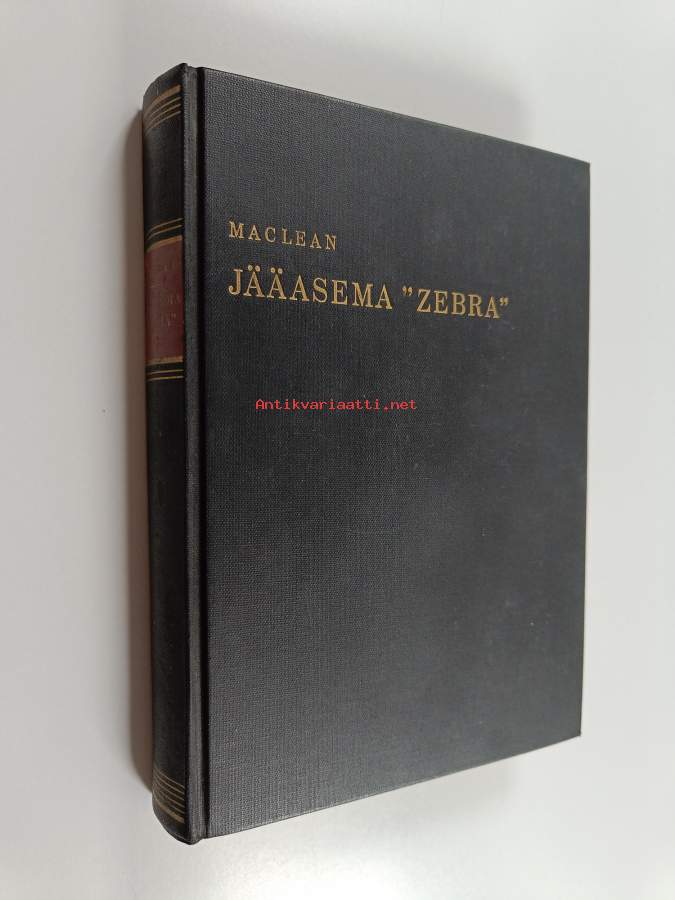 MACLEAN
JÄÄASEMA "ZEBRA"
Antikvariaatti.net